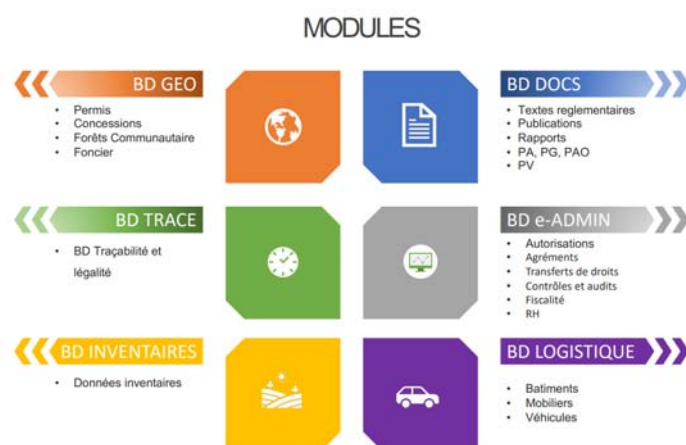 MODULES
BD GEO
Permis
Concessions
Forêts Communautaire
Foncier
BD DOCS
Textes reglementaires
Publications
Rapports
PA, PG, PAO
PV
BD TRACE
BD Traçabilité et
légalité
BD e-ADMIN
Autorisations
Agréments
Transferts de droits
Contrôles et audits
Fiscalité
RH
BD INVENTAIRES
Données inventaires
BD LOGISTIQUE
Batiments
Mobiliers
Véhicules